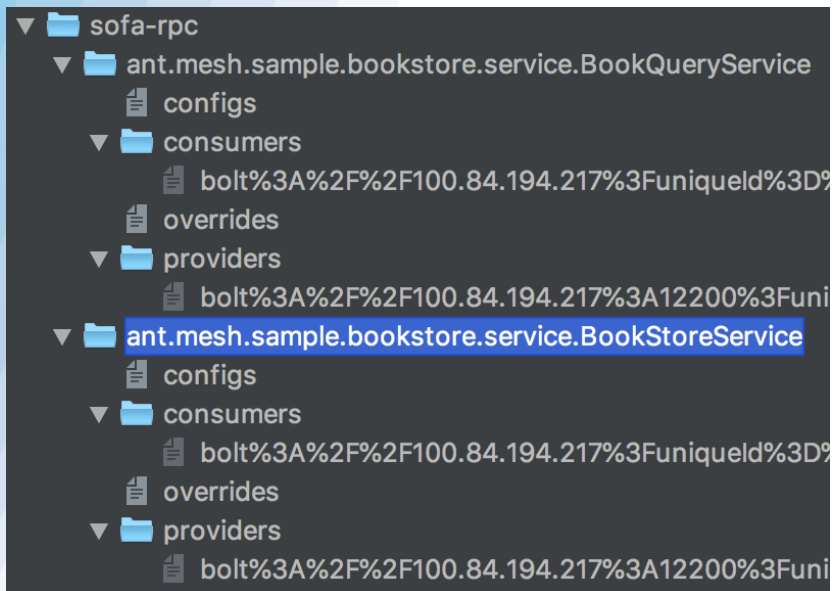 sofa-rpc
ant.mesh.sample.bookstore.service.BookQueryService
configs
consumers
bolt%3A%2F%2F100.84.194.217%3FuniqueId%3D%
overrides
providers
bolt%3A%2F%2F100.84.194.217%3A12200%3Funi
ant.mesh.sample.bookstore.service.BookStoreService
configs
consumers
bolt%3A%2F%2F100.84.194.217%3FuniqueId%3D%
overrides
providers
bolt%3A%2F%2F100.84.194.217%3A12200%3Funi